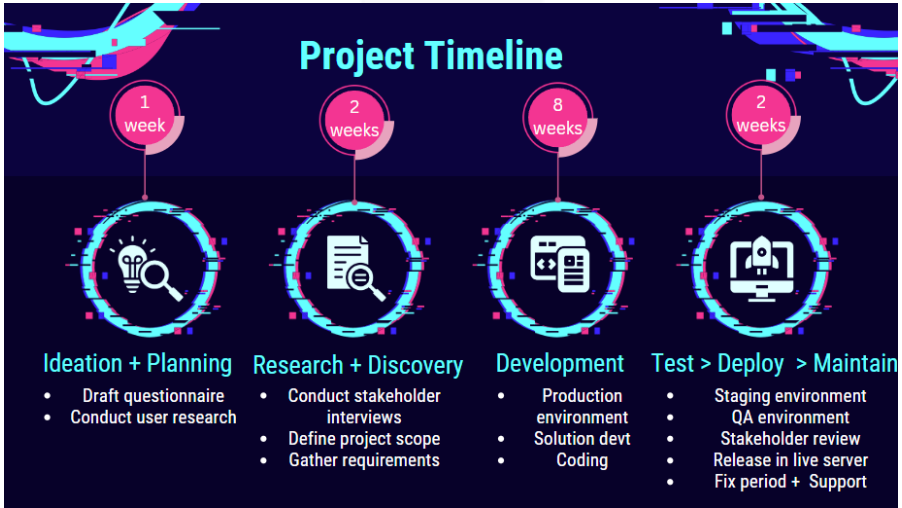 Project Timeline
1
week
2
weeks
8
weeks
2
weeks
Ideation + Planning
• Draft questionnaire
• Conduct user research
Research + Discovery
• Conduct stakeholder
interviews
• Define project scope
• Gather requirements
Development
• Production
environment
• Solution devt
• Coding
Test > Deploy > Maintain
• Staging environment
• QA environment
• Stakeholder review
• Release in live server
• Fix period + Support